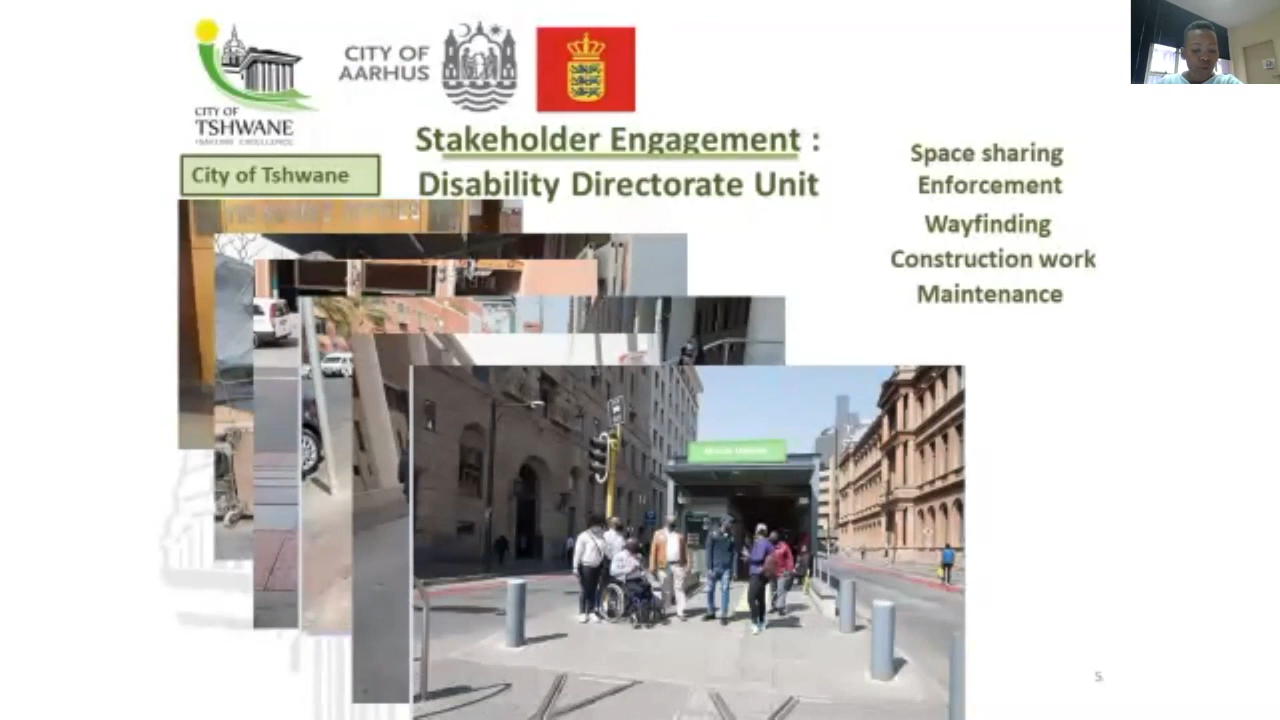 CITY OF
TSHWANE
CITY OF
AARHUS
Stakeholder Engagement :
Disability Directorate Unit
City of Tshwane
Space sharing
Enforcement
Wayfinding
Construction work
Maintenance
5